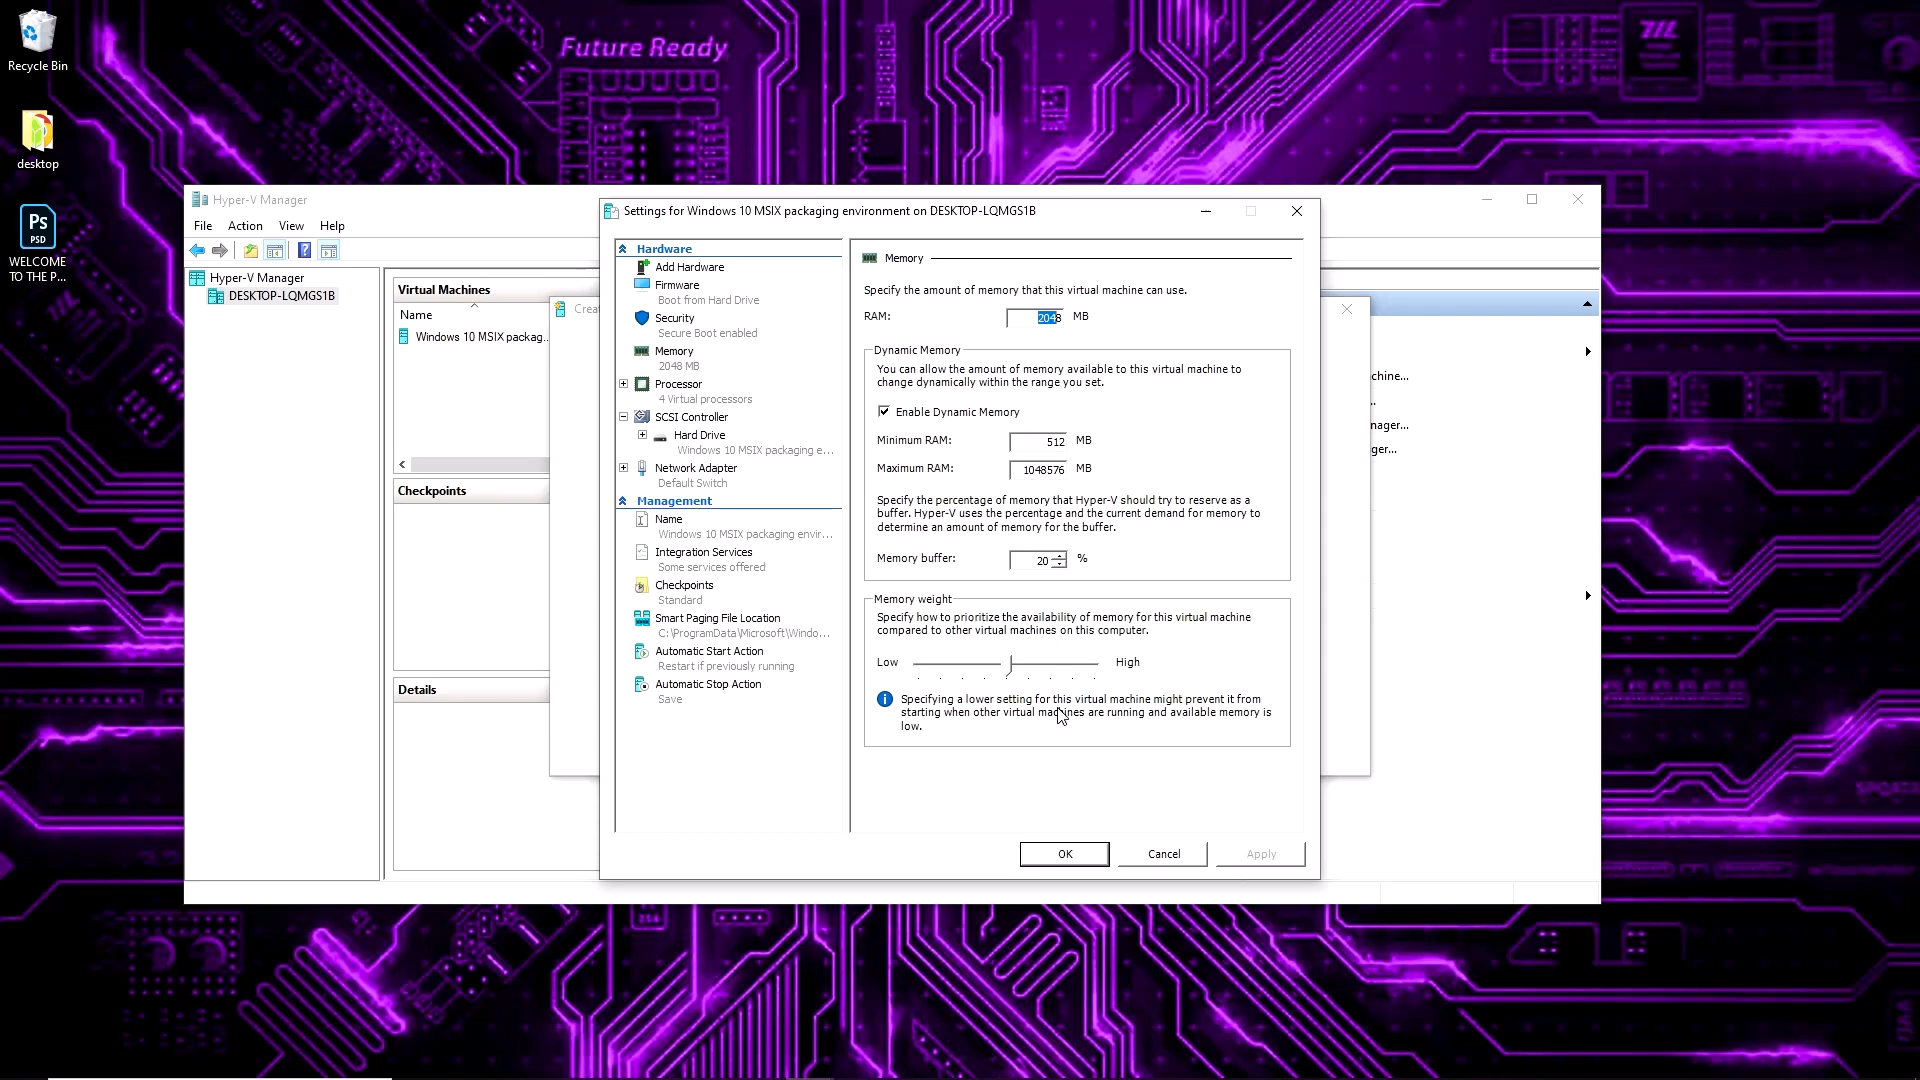 Future Ready
Recycle Bin
desktop
Ps
PSD
WELCOME
TO THE P...
Hyper-V Manager
File Action View Help
Hyper-V Manager
DESKTOP-LQMGS1B
Virtual Machines
Name
Windows 10 MSIX packag..
Checkpoints
Details
Creat
chine...
..
nager...
ger...
Settings for Windows 10 MSIX packaging environment on DESKTOP-LQMGS1B
Hardware
Add Hardware
Firmware
Boot from Hard Drive
Security
Secure Boot enabled
Memory
2048 MB
Processor
4 Virtual processors
SCSI Controller
Hard Drive
Windows 10 MSIX packaging e...
Network Adapter
Default Switch
Management
Name
Windows 10 MSIX packaging envir...
Integration Services
Some services offered
Checkpoints
Standard
Smart Paging File Location
C:\ProgramData\Microsoft\Windo...
Automatic Start Action
Restart if previously running
Automatic Stop Action
Save
Memory
Specify the amount of memory that this virtual machine can use.
RAM: 2048 MB
Dynamic Memory
You can allow the amount of memory available to this virtual machine to
change dynamically within the range you set.
Enable Dynamic Memory
Minimum RAM: 512 MB
Maximum RAM: 1048576 MB
Specify the percentage of memory that Hyper-V should try to reserve as a
buffer. Hyper-V uses the percentage and the current demand for memory to
determine an amount of memory for the buffer.
Memory buffer: 20 %
Memory weight
Specify how to prioritize the availability of memory for this virtual machine
compared to other virtual machines on this computer.
Low High
Specifying a lower setting for this virtual machine might prevent it from
starting when other virtual machines are running and available memory is
low.
OK Cancel Apply